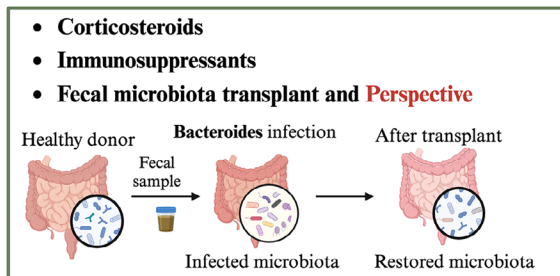 • Corticosteroids
• Immunosuppressants
• Fecal microbiota transplant and Perspective
Healthy donor
Fecal
sample
Bacteroides infection
After transplant
Infected microbiota
Restored microbiota